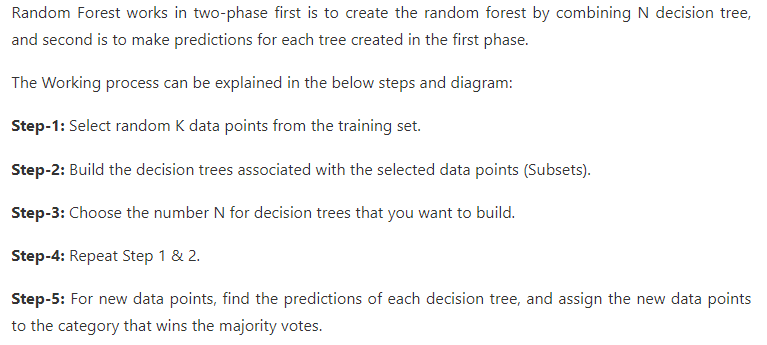 Random Forest works in two-phase first is to create the random forest by combining N decision tree,
and second is to make predictions for each tree created in the first phase.
The Working process can be explained in the below steps and diagram:
Step-1: Select random K data points from the training set.
Step-2: Build the decision trees associated with the selected data points (Subsets).
Step-3: Choose the number N for decision trees that you want to build.
Step-4: Repeat Step 1 & 2.
Step-5: For new data points, find the predictions of each decision tree, and assign the new data points
to the category that wins the majority votes.